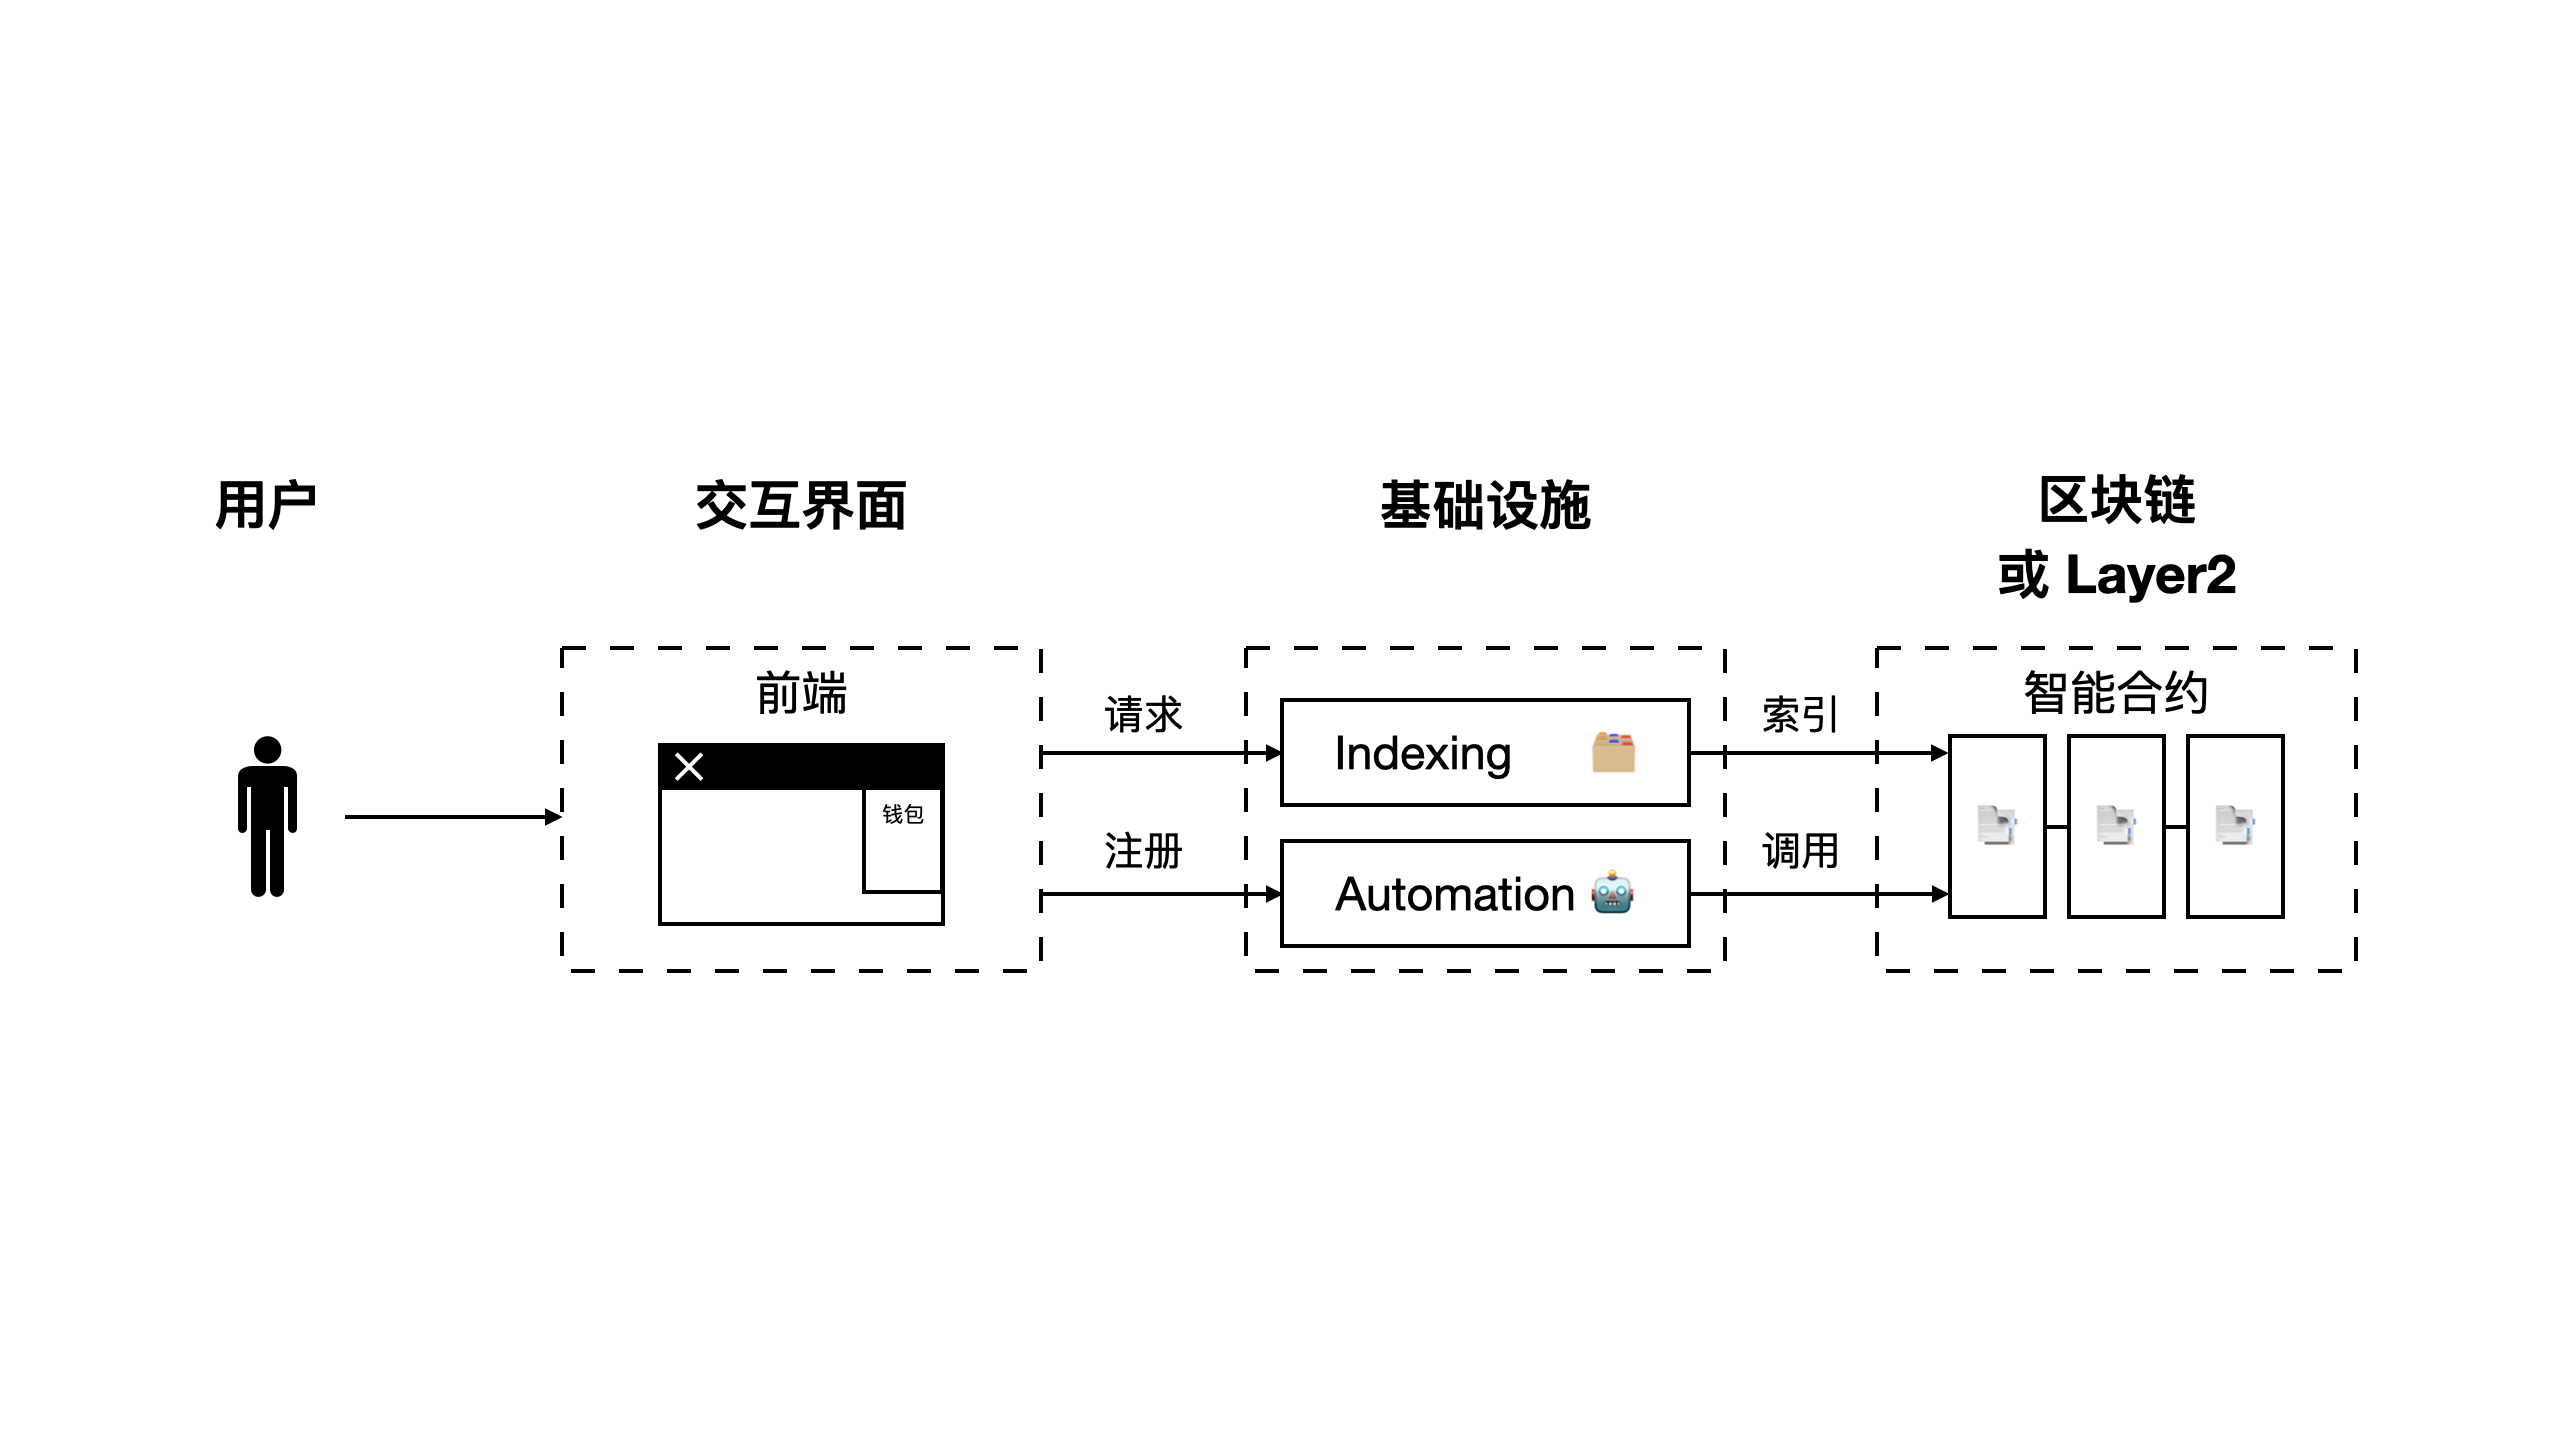 用户
交互界面
基础设施
区块链
或 Layer2
前端
钱包
请求
注册
Indexing
Automation
索引
调用
智能合约